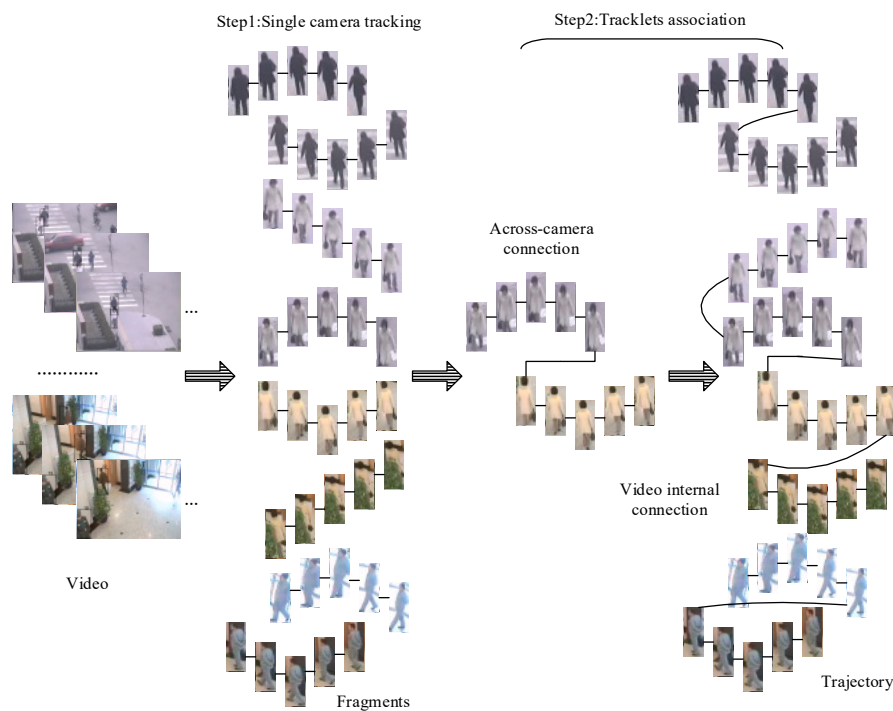 Step1:Single camera tracking
Step2:Tracklets association
Across-camera
connection
...
............
...
Video internal
connection
Video
Fragments
Trajectory